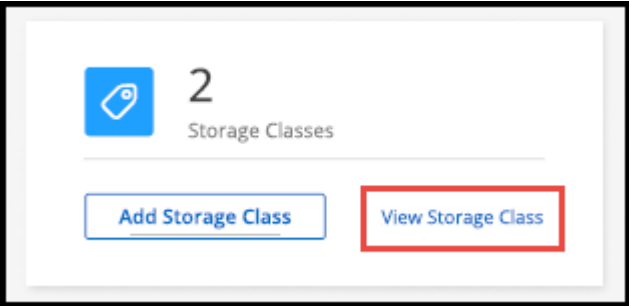 2
Storage Classes
Add Storage Class
View Storage Class